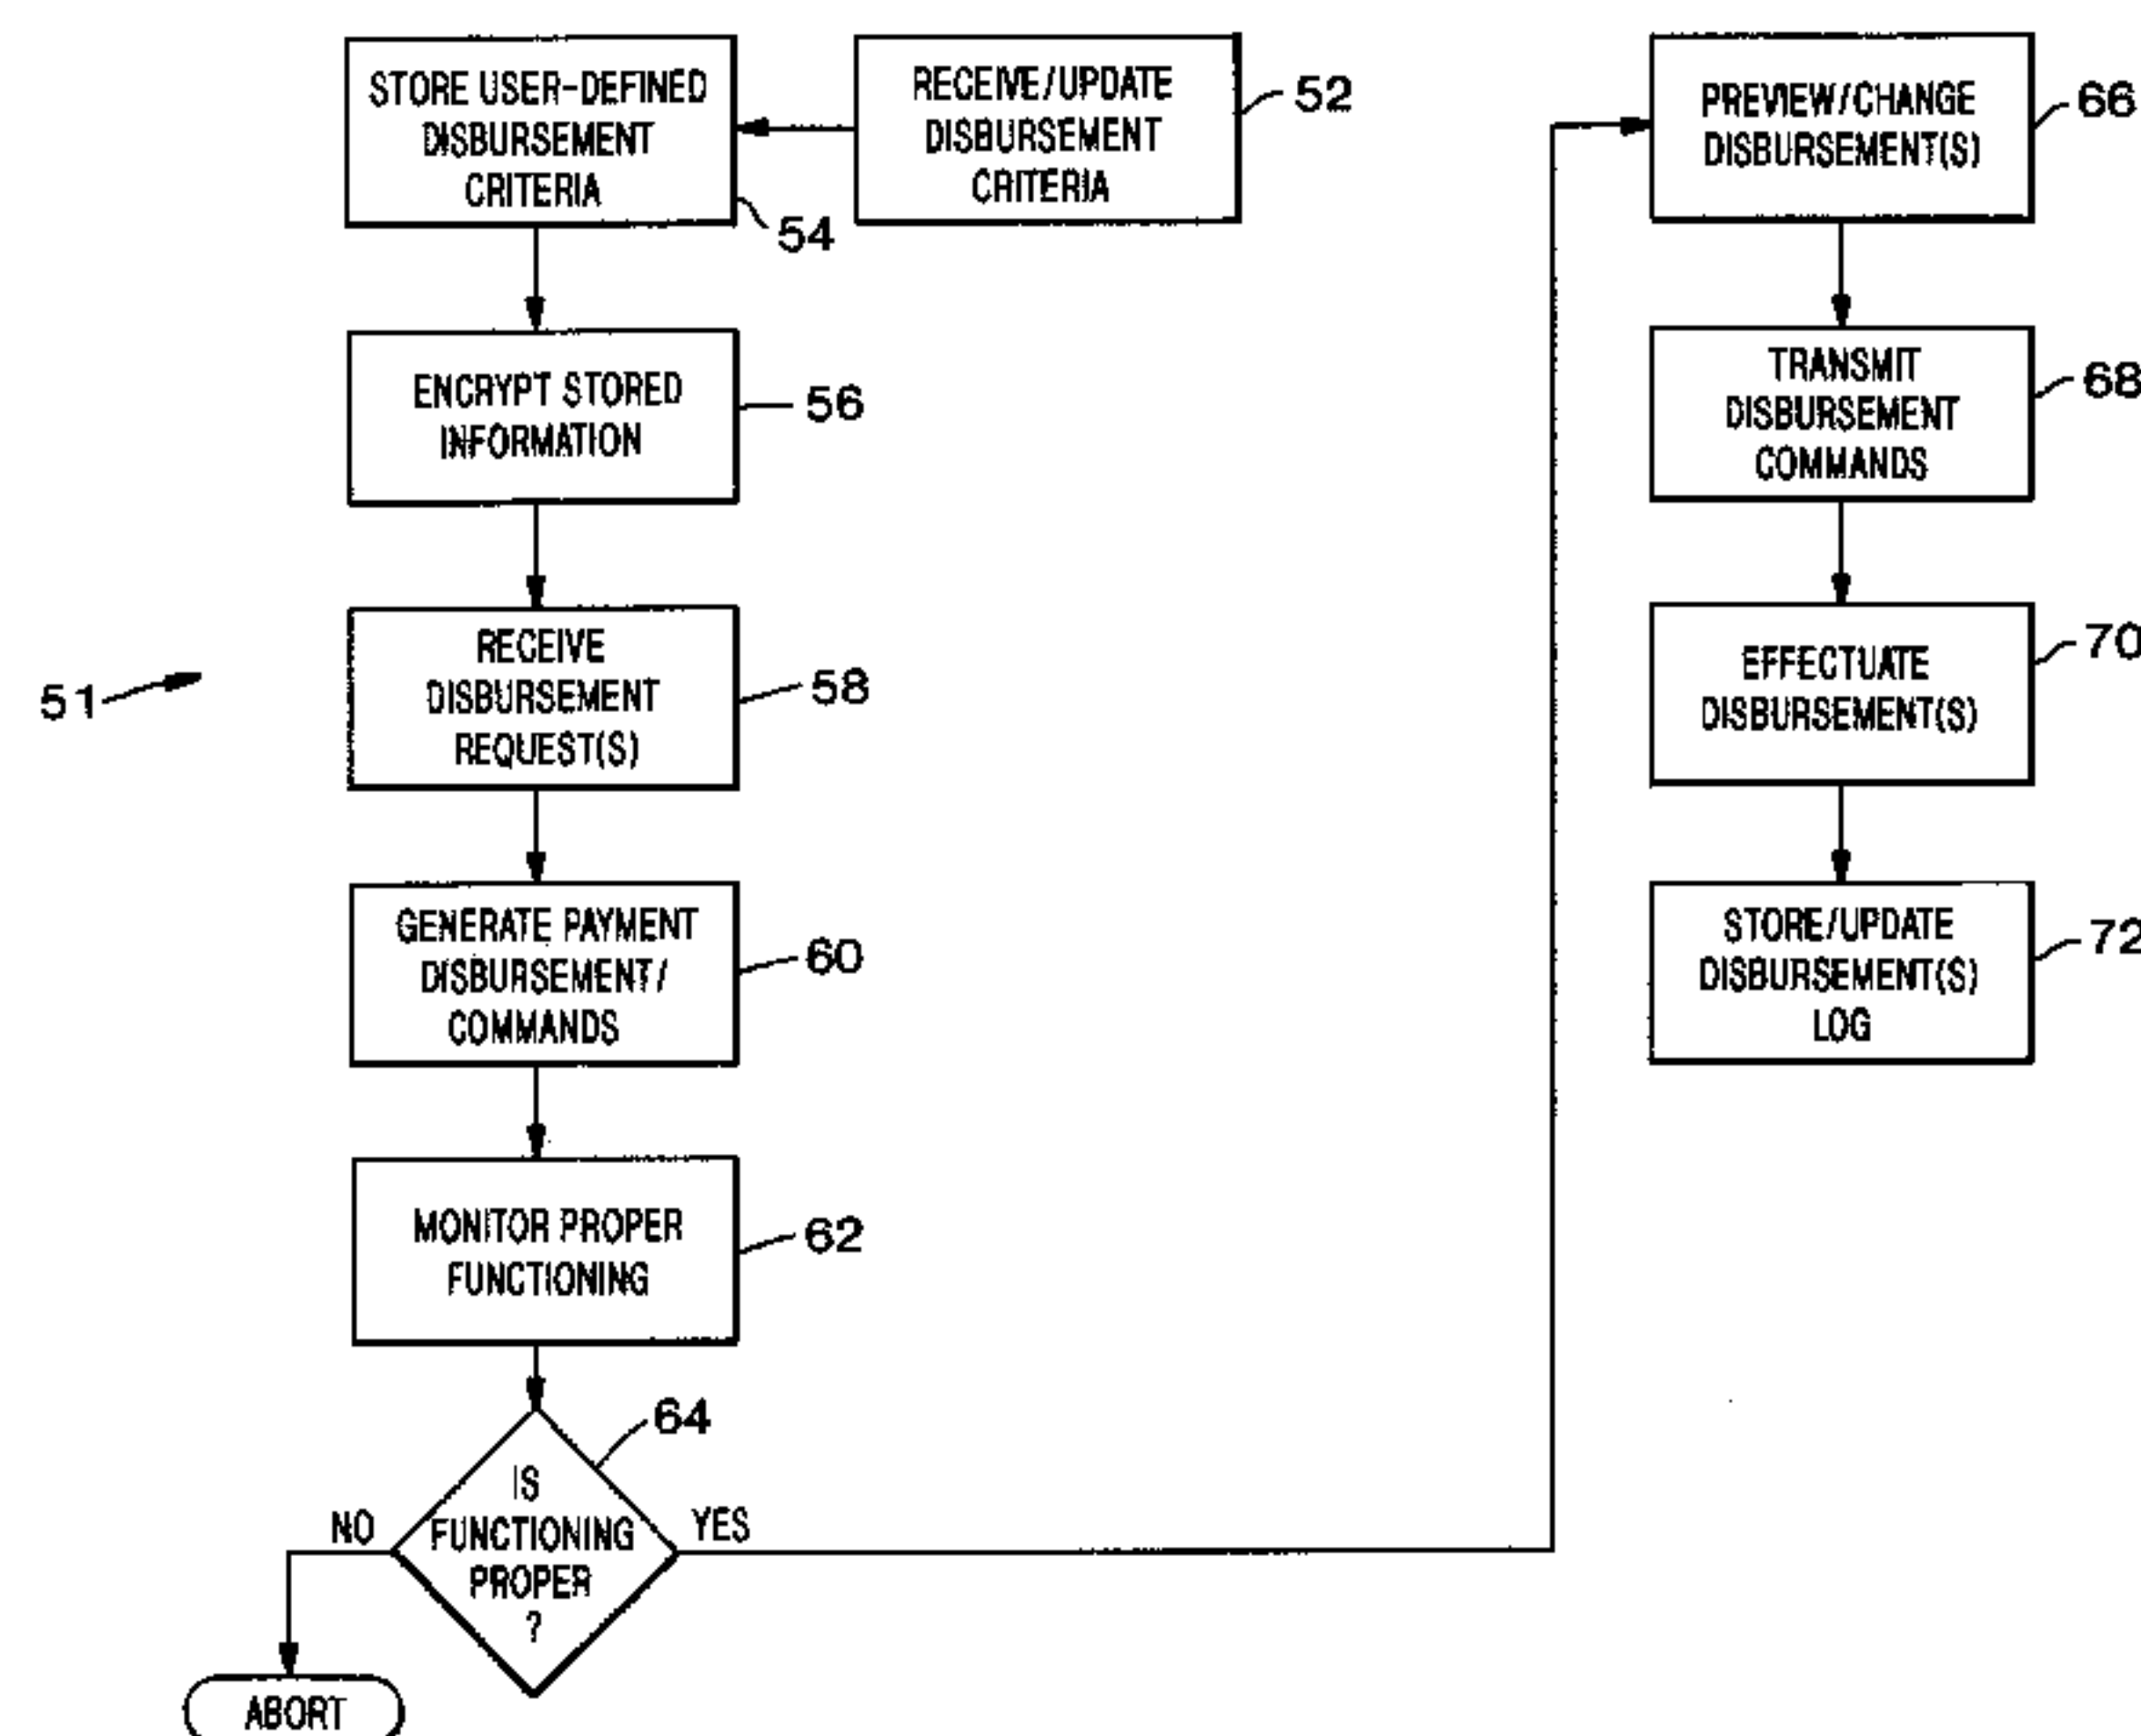 STORE USER-DEFINED
DISBURSEMENT
CRITERIA
54
RECEIVE/UPDATE
DISBURSEMENT
CRITERIA
52
ENCRYPT STORED
INFORMATION
56
51
RECEIVE
DISBURSEMENT
REQUEST(S)
58
GENERATE PAYMENT
DISBURSEMENT/
COMMANDS
60
MONITOR PROPER
FUNCTIONING
62
64
IS
FUNCTIONING
PROPER
?
NO
YES
ABORT
PREVIEW/CHANGE
DISBURSEMENT(S)
66
TRANSMIT
DISBURSEMENT
COMMANDS
68
EFFECTUATE
DISBURSEMENT(S)
70
STORE/UPDATE
DISBURSEMENT(S)
LOG
72